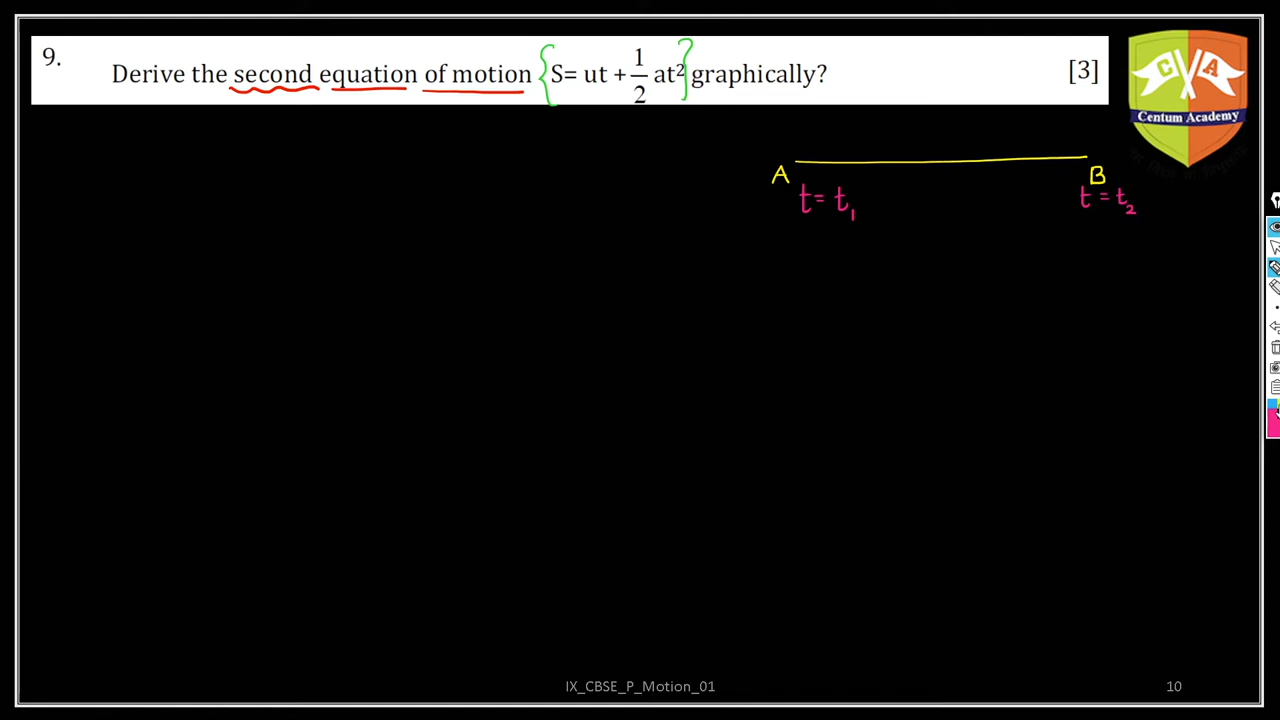 9.
Derive the second equation of motion { S= ut + 1/2 at² } graphically? [3]
C A
Centum Academy
A B
t = t₁ t = t₂
IX_CBSE_P_Motion_01 10